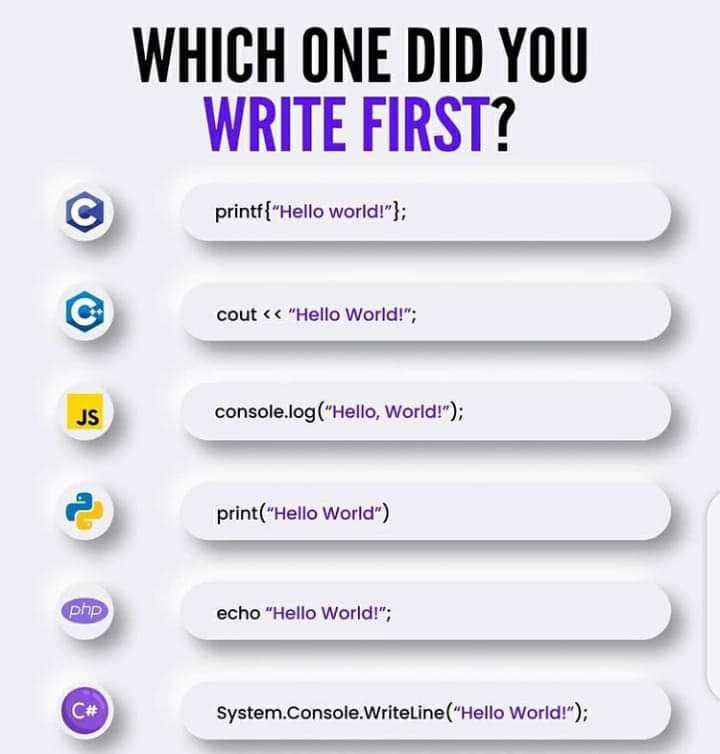 WHICH ONE DID YOU
WRITE FIRST?
C
printf{“Hello world!”};
C++
cout << “Hello World!”;
JS
console.log(“Hello, World!”);
print(“Hello World”)
php
echo “Hello World!”;
C#
System.Console.WriteLine(“Hello World!”);